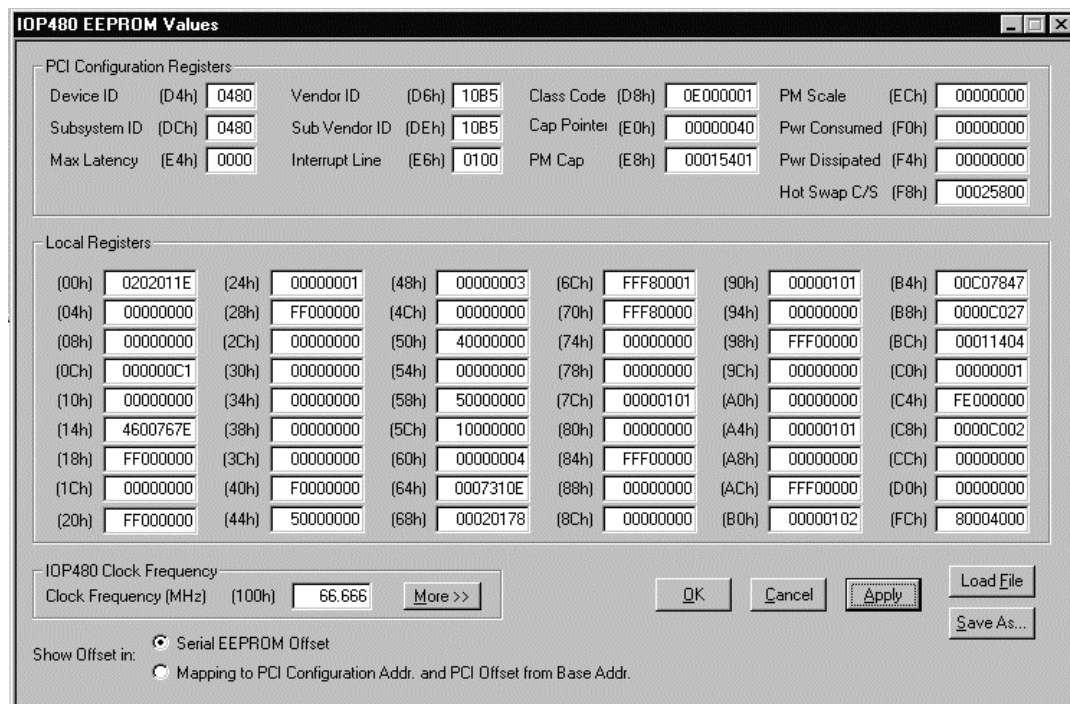 IOP480 EEPROM Values
PCI Configuration Registers
Device ID (D4h) 0480 Vendor ID (D6h) 10B5 Class Code (D8h) 0E000001 PM Scale (ECh) 00000000
Subsystem ID (DCh) 0480 Sub Vendor ID (DEh) 10B5 Cap Pointer (E0h) 00000040 Pwr Consumed (F0h) 00000000
Max Latency (E4h) 0000 Interrupt Line (E6h) 0100 PM Cap (E8h) 00015401 Pwr Dissipated (F4h) 00000000
Hot Swap C/S (F8h) 00025800
Local Registers
(00h) 0202011E (24h) 00000001 (48h) 00000003 (6Ch) FFF80001 (90h) 00000101 (B4h) 00C07847
(04h) 00000000 (28h) FF000000 (4Ch) 00000000 (70h) FFF80000 (94h) 00000000 (B8h) 0000C027
(08h) 00000000 (2Ch) 00000000 (50h) 40000000 (74h) 00000000 (98h) FFF00000 (BCh) 00011404
(0Ch) 000000C1 (30h) 00000000 (54h) 00000000 (78h) 00000000 (9Ch) 00000000 (C0h) 00000001
(10h) 00000000 (34h) 00000000 (58h) 50000000 (7Ch) 00000101 (A0h) 00000000 (C4h) FE000000
(14h) 4600767E (38h) 00000000 (5Ch) 10000000 (80h) 00000000 (A4h) 00000101 (C8h) 0000C002
(18h) FF000000 (3Ch) 00000000 (60h) 00000004 (84h) FFF00000 (A8h) 00000000 (CCh) 00000000
(1Ch) 00000000 (40h) F0000000 (64h) 0007310E (88h) 00000000 (ACh) FFF00000 (D0h) 00000000
(20h) FF000000 (44h) 50000000 (68h) 00020178 (8Ch) 00000000 (B0h) 00000102 (FCh) 80004000
IOP480 Clock Frequency
Clock Frequency (MHz) (100h) 66.666 More >> OK Cancel Apply Load File
Save As...
Show Offset in: Serial EEPROM Offset
Mapping to PCI Configuration Addr. and PCI Offset from Base Addr.